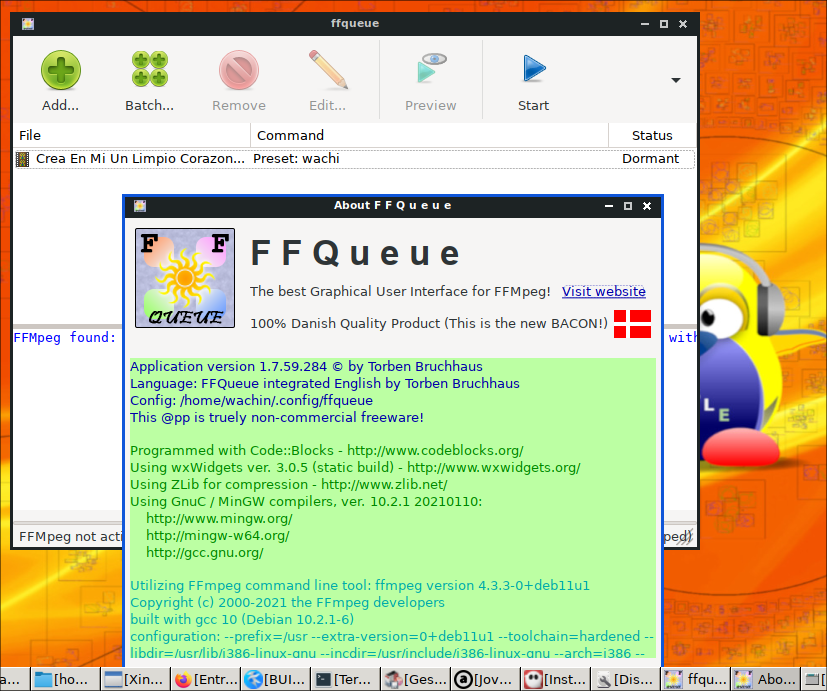 ffqueue
Add...
Batch...
Remove
Edit...
Preview
Start
File
Command
Status
Crea En Mi Un Limpio Corazon...
Preset: wachi
Dormant
About F F Q u e u e
F F
QUEUE
F F Q u e u e
The best Graphical User Interface for FFMpeg! Visit website
100% Danish Quality Product (This is the new BACON!)
FFMpeg found:
with
Application version 1.7.59.284 © by Torben Bruchhaus
Language: FFQueue integrated English by Torben Bruchhaus
Config: /home/wachin/.config/ffqueue
This @pp is truely non-commercial freeware!
Programmed with Code::Blocks - http://www.codeblocks.org/
Using wxWidgets ver. 3.0.5 (static build) - http://www.wxwidgets.org/
Using ZLib for compression - http://www.zlib.net/
Using GnuC / MinGW compilers, ver. 10.2.1 20210110:
http://www.mingw.org/
http://mingw-w64.org/
http://gcc.gnu.org/
FFMpeg not acti
ped)
Utilizing FFmpeg command line tool: ffmpeg version 4.3.3-0+deb11u1
Copyright (c) 2000-2021 the FFmpeg developers
built with gcc 10 (Debian 10.2.1-6)
configuration: --prefix=/usr --extra-version=0+deb11u1 --toolchain=hardened --
libdir=/usr/lib/i386-linux-gnu --incdir=/usr/include/i386-linux-gnu --arch=i386 --
L E
a...
[ho...
[Xin...
[Entr...
[BUI...
[Ter...
[Ges...
[Jov...
[Inst...
[Dis...
ffqu...
Abo...